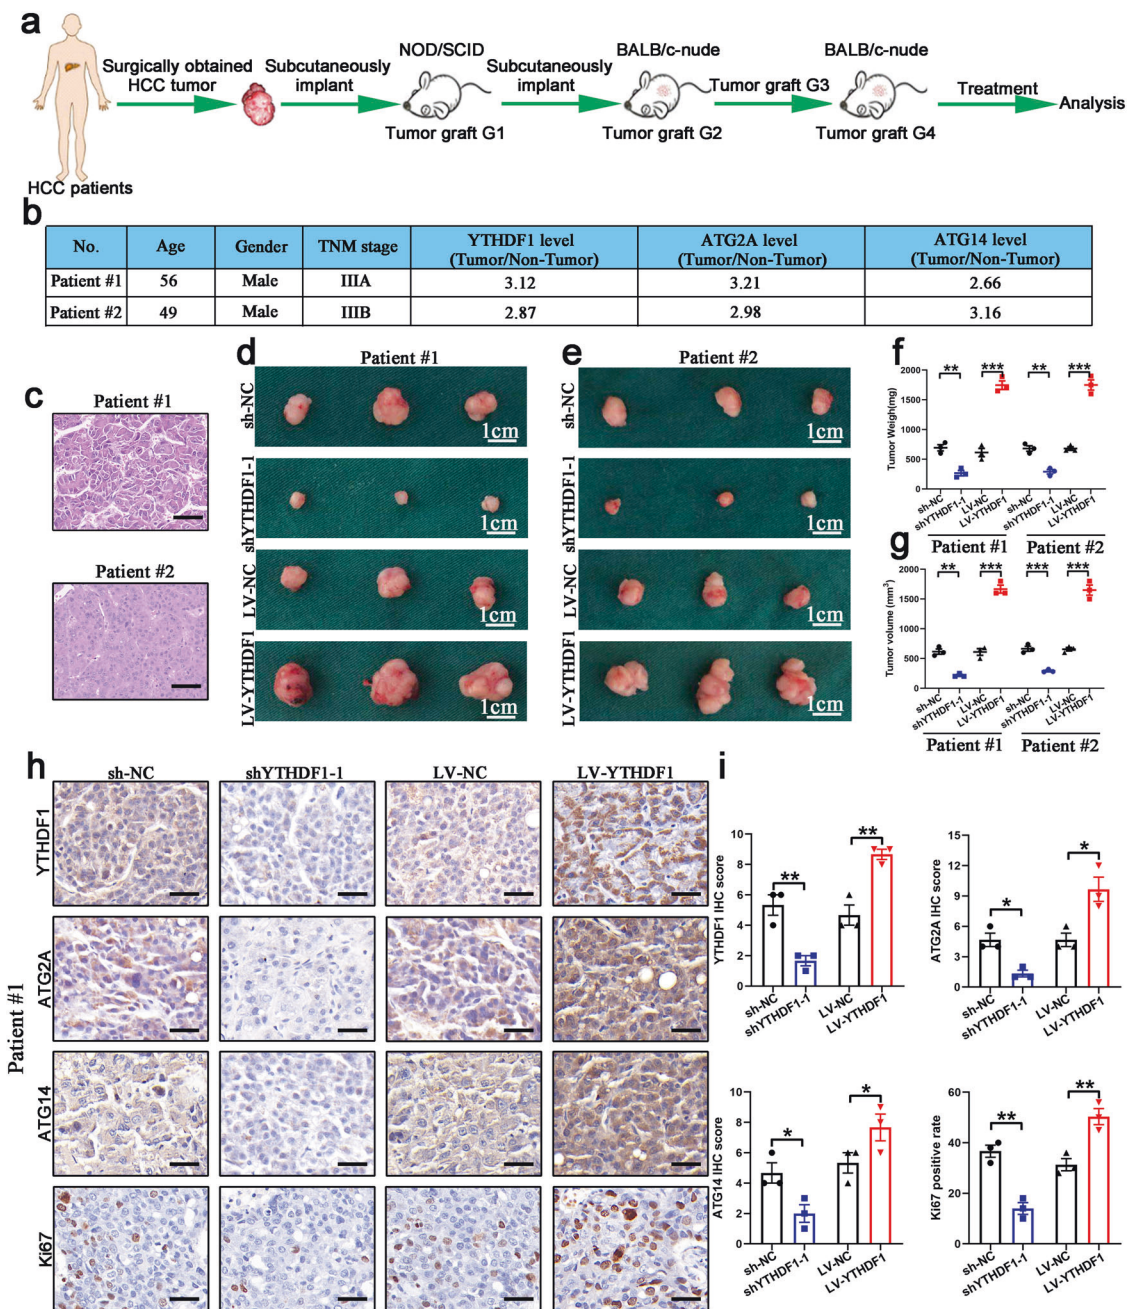 a
HCC patients
Surgically obtained
HCC tumor
Subcutaneously
implant
NOD/SCID
Tumor graft G1
Subcutaneously
implant
BALB/c-nude
Tumor graft G2
Tumor graft G3
BALB/c-nude
Tumor graft G4
Treatment
Analysis
b
No. Age Gender TNM stage YTHDF1 level (Tumor/Non-Tumor) ATG2A level (Tumor/Non-Tumor) ATG14 level (Tumor/Non-Tumor)
Patient #1 56 Male IIIA 3.12 3.21 2.66
Patient #2 49 Male IIIB 2.87 2.98 3.16
c
Patient #1
Patient #2
d
Patient #1
sh-NC
1cm
shYTHDF1-1
1cm
LV-NC
1cm
LV-YTHDF1
1cm
e
Patient #2
1cm
1cm
1cm
1cm
f
Tumor Weigh(mg)
2000
1500
1000
500
0
** *** ** ***
sh-NC shYTHDF1-1 LV-NC LV-YTHDF1 sh-NC shYTHDF1-1 LV-NC LV-YTHDF1
Patient #1 Patient #2
g
Tumor volume (mm³)
2000
1500
1000
500
0
** *** *** ***
sh-NC shYTHDF1-1 LV-NC LV-YTHDF1 sh-NC shYTHDF1-1 LV-NC LV-YTHDF1
Patient #1 Patient #2
h
sh-NC shYTHDF1-1 LV-NC LV-YTHDF1
Patient #1
YTHDF1
ATG2A
ATG14
Ki67
i
YTHDF1 IHC score
10
8
6
4
2
0
** **
sh-NC shYTHDF1-1 LV-NC LV-YTHDF1
ATG2A IHC score
15
12
9
6
3
0
* *
sh-NC shYTHDF1-1 LV-NC LV-YTHDF1
ATG14 IHC score
10
8
6
4
2
0
* *
sh-NC shYTHDF1-1 LV-NC LV-YTHDF1
Ki67 positive rate
60
40
20
0
** **
sh-NC shYTHDF1-1 LV-NC LV-YTHDF1